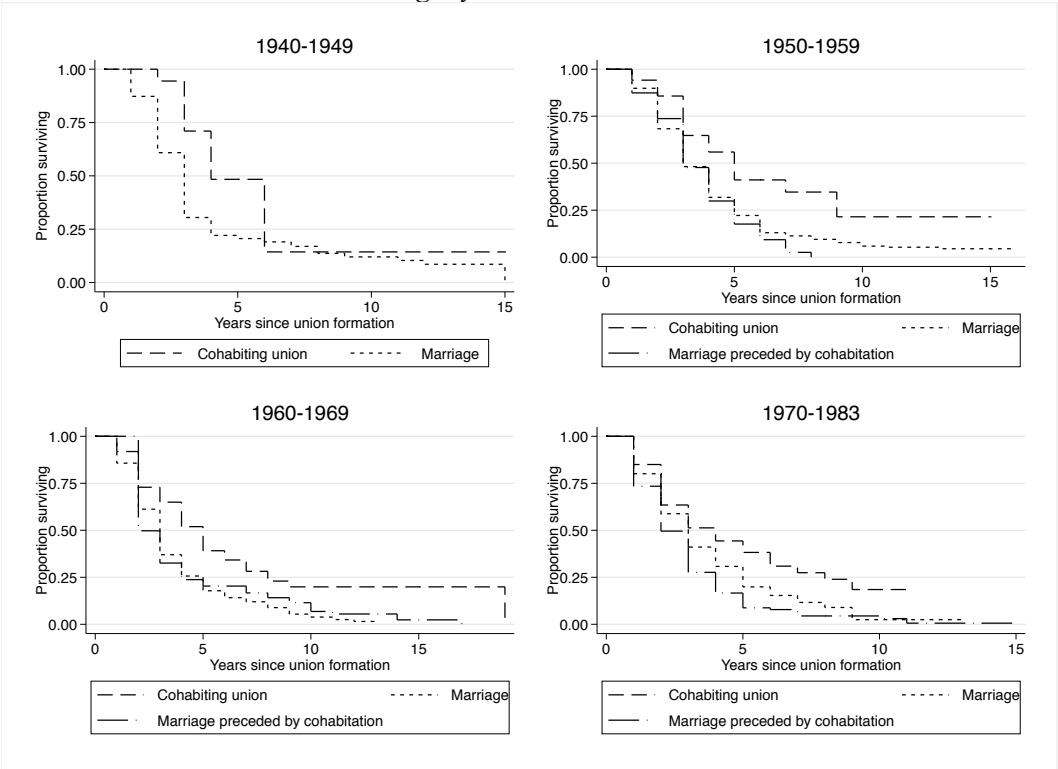 1940-1949
1.00
0.75
0.50
0.25
0.00
Proportion surviving
0 5 10 15
Years since union formation
Cohabiting union Marriage
1950-1959
1.00
0.75
0.50
0.25
0.00
Proportion surviving
0 5 10 15
Years since union formation
Cohabiting union Marriage
Marriage preceded by cohabitation
1960-1969
1.00
0.75
0.50
0.25
0.00
Proportion surviving
0 5 10 15
Years since union formation
Cohabiting union Marriage
Marriage preceded by cohabitation
1970-1983
1.00
0.75
0.50
0.25
0.00
Proportion surviving
0 5 10 15
Years since union formation
Cohabiting union Marriage
Marriage preceded by cohabitation